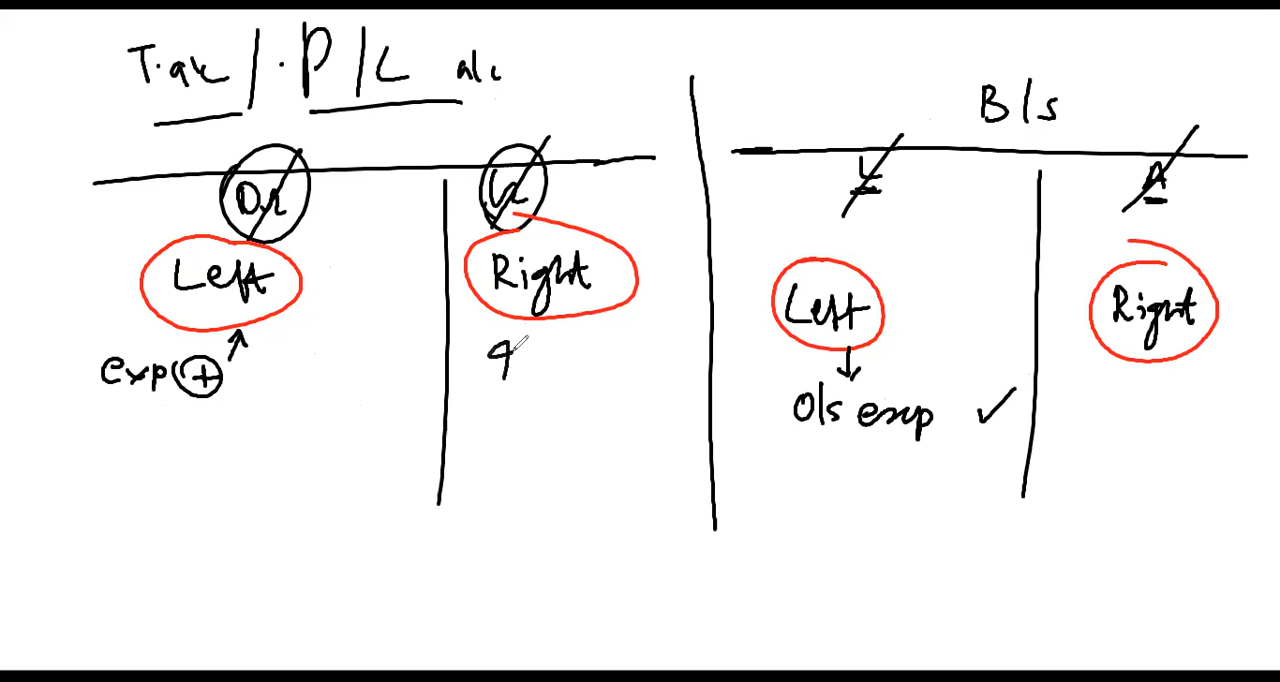 T. a/c / . P/L a/c
B/s
Dr Cr
L A
Left Right
Left Right
exp (+)
O/s exp ✓